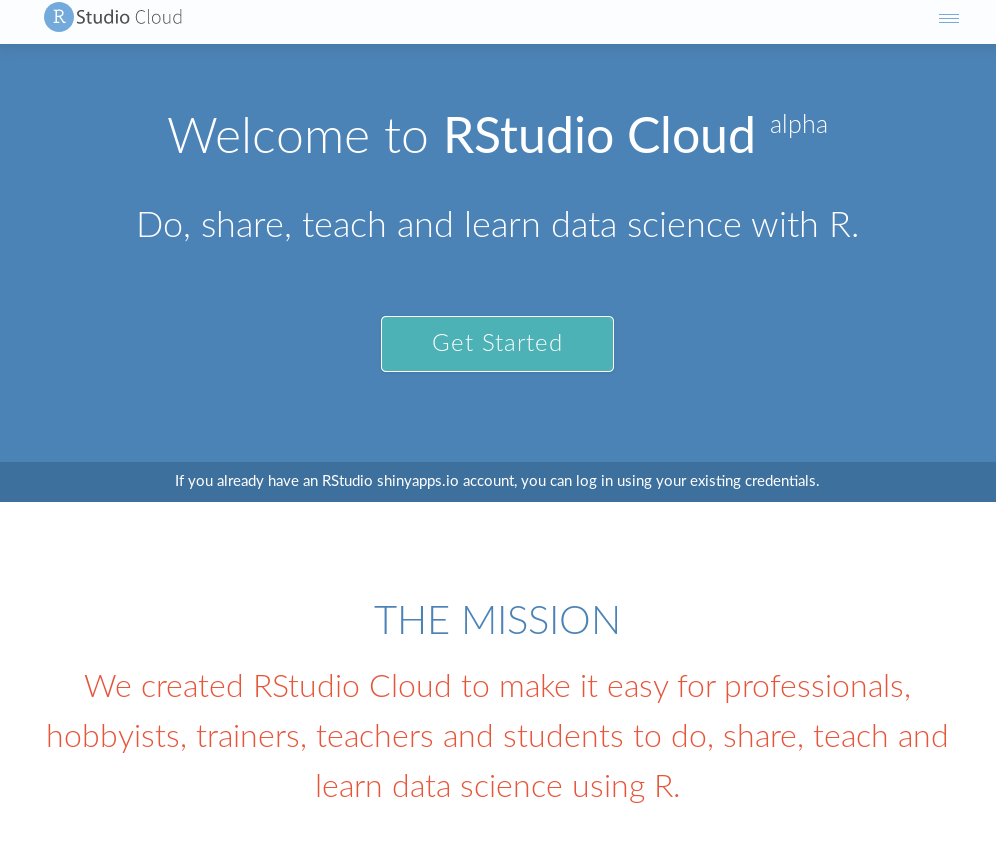 R Studio Cloud
Welcome to RStudio Cloud alpha
Do, share, teach and learn data science with R.
Get Started
If you already have an RStudio shinyapps.io account, you can log in using your existing credentials.
THE MISSION
We created RStudio Cloud to make it easy for professionals,
hobbyists, trainers, teachers and students to do, share, teach and
learn data science using R.